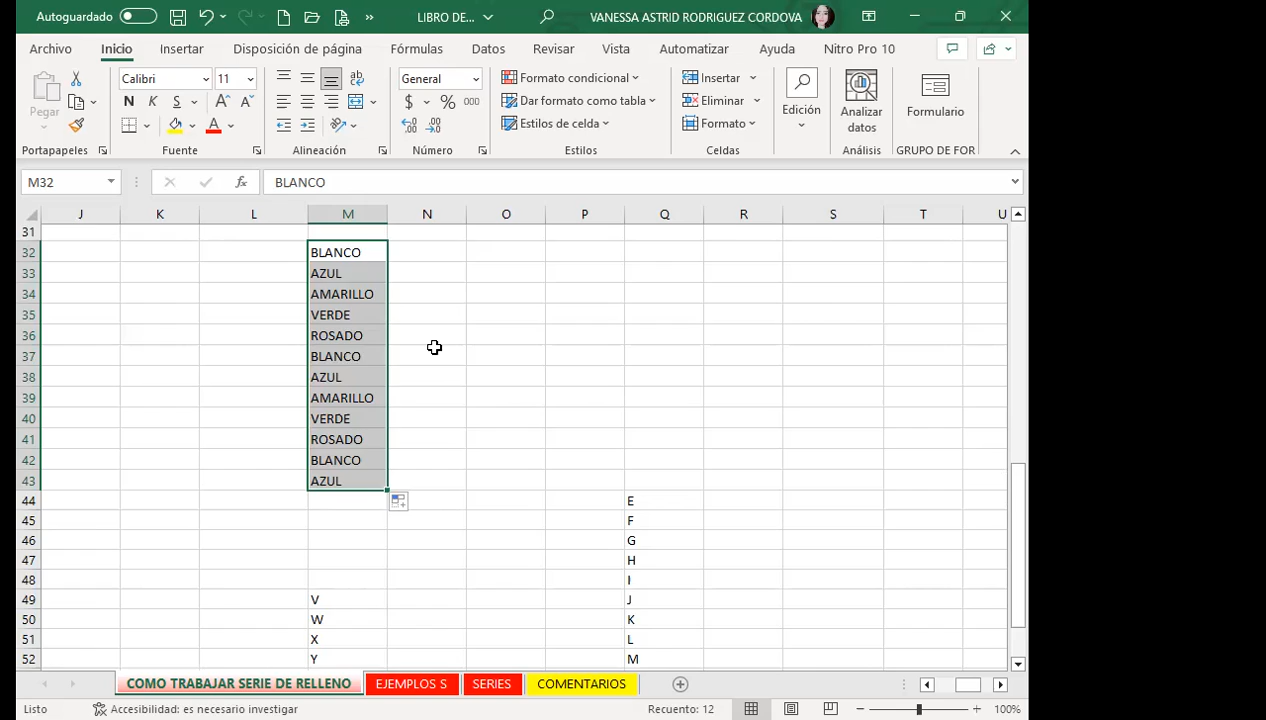 Autoguardado LIBRO DE... VANESSA ASTRID RODRIGUEZ CORDOVA
Archivo Inicio Insertar Disposición de página Fórmulas Datos Revisar Vista Automatizar Ayuda Nitro Pro 10
Pegar Calibri 11 General Formato condicional Insertar Edición Analizar datos Formulario
N K S $ % 000 Dar formato como tabla Eliminar
Estilos de celda Formato
Portapapeles Fuente Alineación Número Estilos Celdas Análisis GRUPO DE FOR
M32 fx BLANCO
J K L M N O P Q R S T U
31
32 BLANCO
33 AZUL
34 AMARILLO
35 VERDE
36 ROSADO
37 BLANCO
38 AZUL
39 AMARILLO
40 VERDE
41 ROSADO
42 BLANCO
43 AZUL
44 E
45 F
46 G
47 H
48 I
49 V J
50 W K
51 X L
52 Y M
COMO TRABAJAR SERIE DE RELLENO EJEMPLOS S SERIES COMENTARIOS
Listo Accesibilidad: es necesario investigar Recuento: 12 100%